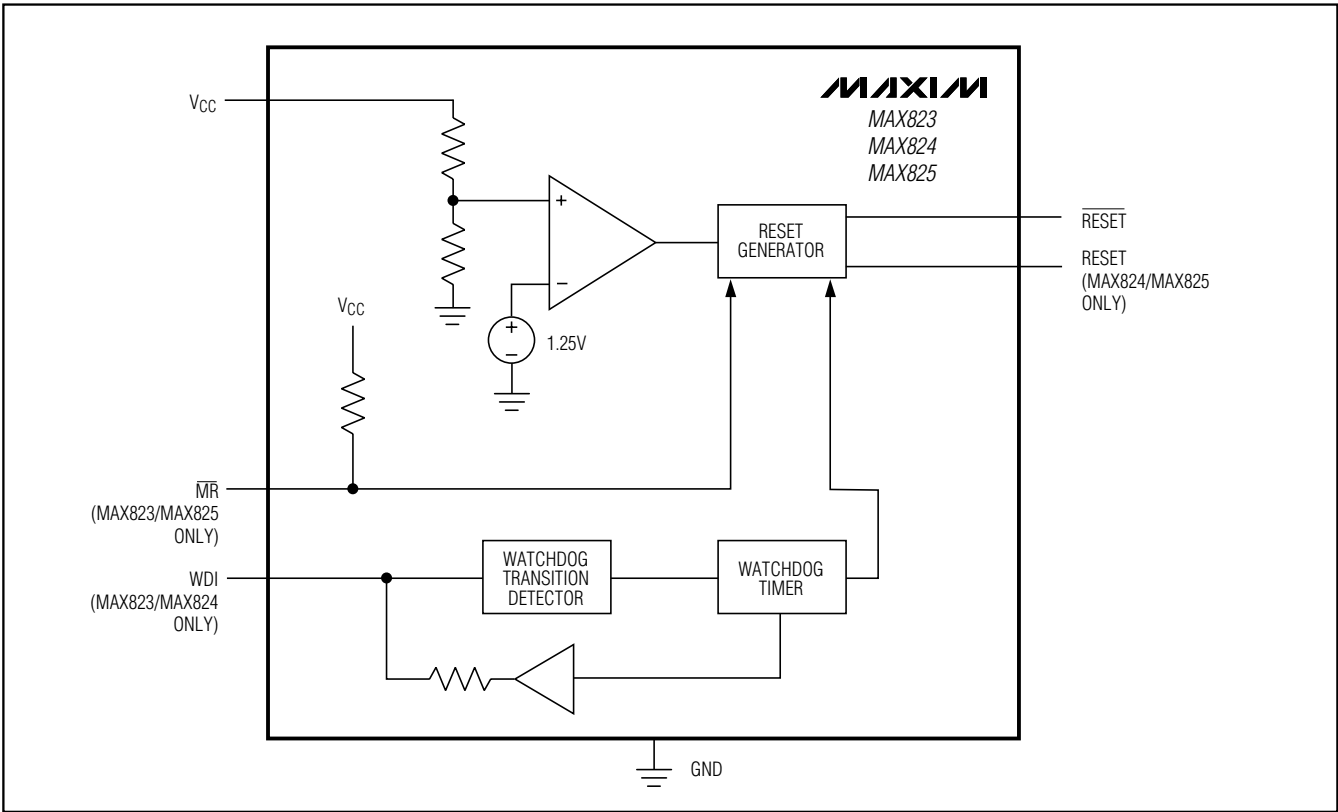 MAXIM
MAX823
MAX824
MAX825
VCC
+
−
RESET
GENERATOR
RESET
RESET
(MAX824/MAX825
ONLY)
VCC
+
−
1.25V
MR
(MAX823/MAX825
ONLY)
WDI
(MAX823/MAX824
ONLY)
WATCHDOG
TRANSITION
DETECTOR
WATCHDOG
TIMER
GND